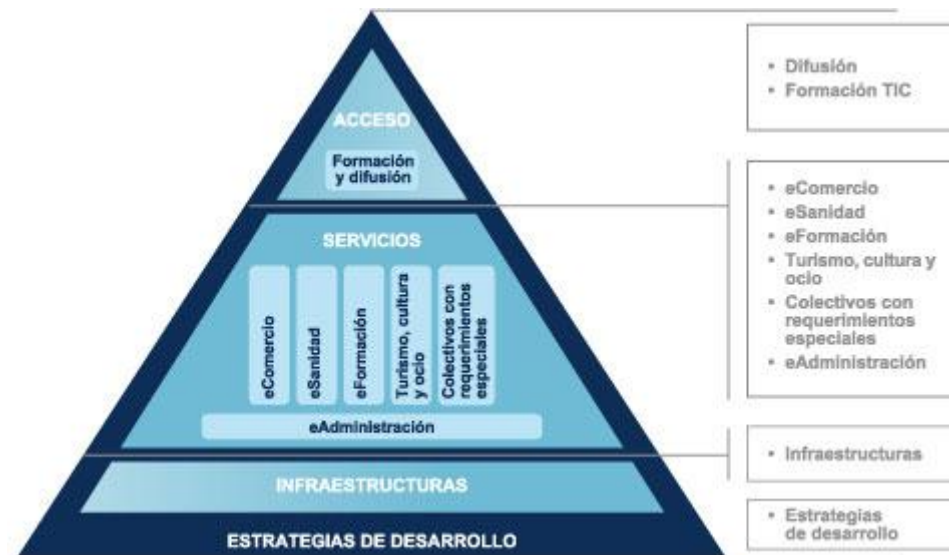 ACCESO
Formación
y difusión
SERVICIOS
eComercio
eSanidad
eFormación
Turismo, cultura
y ocio
Colectivos con
requerimientos
especiales
eAdministración
INFRAESTRUCTURAS
ESTRATEGIAS DE DESARROLLO
• Difusión
• Formación TIC
• eComercio
• eSanidad
• eFormación
• Turismo, cultura y
ocio
• Colectivos con
requerimientos
especiales
• eAdministración
• Infraestructuras
• Estrategias
de desarrollo